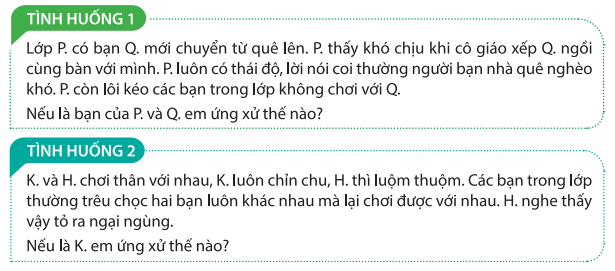 TÌNH HUỐNG 1
Lớp P. có bạn Q. mới chuyển từ quê lên. P. thấy khó chịu khi cô giáo xếp Q. ngồi
cùng bàn với mình. P. luôn có thái độ, lời nói coi thường người bạn nhà quê nghèo
khó. P. còn lôi kéo các bạn trong lớp không chơi với Q.
Nếu là bạn của P. và Q. em ứng xử thế nào?
TÌNH HUỐNG 2
K. và H. chơi thân với nhau, K. luôn chỉn chu, H. thì luộm thuộm. Các bạn trong lớp
thường trêu chọc hai bạn luôn khác nhau mà lại chơi được với nhau. H. nghe thấy
vậy tỏ ra ngại ngùng.
Nếu là K. em ứng xử thế nào?